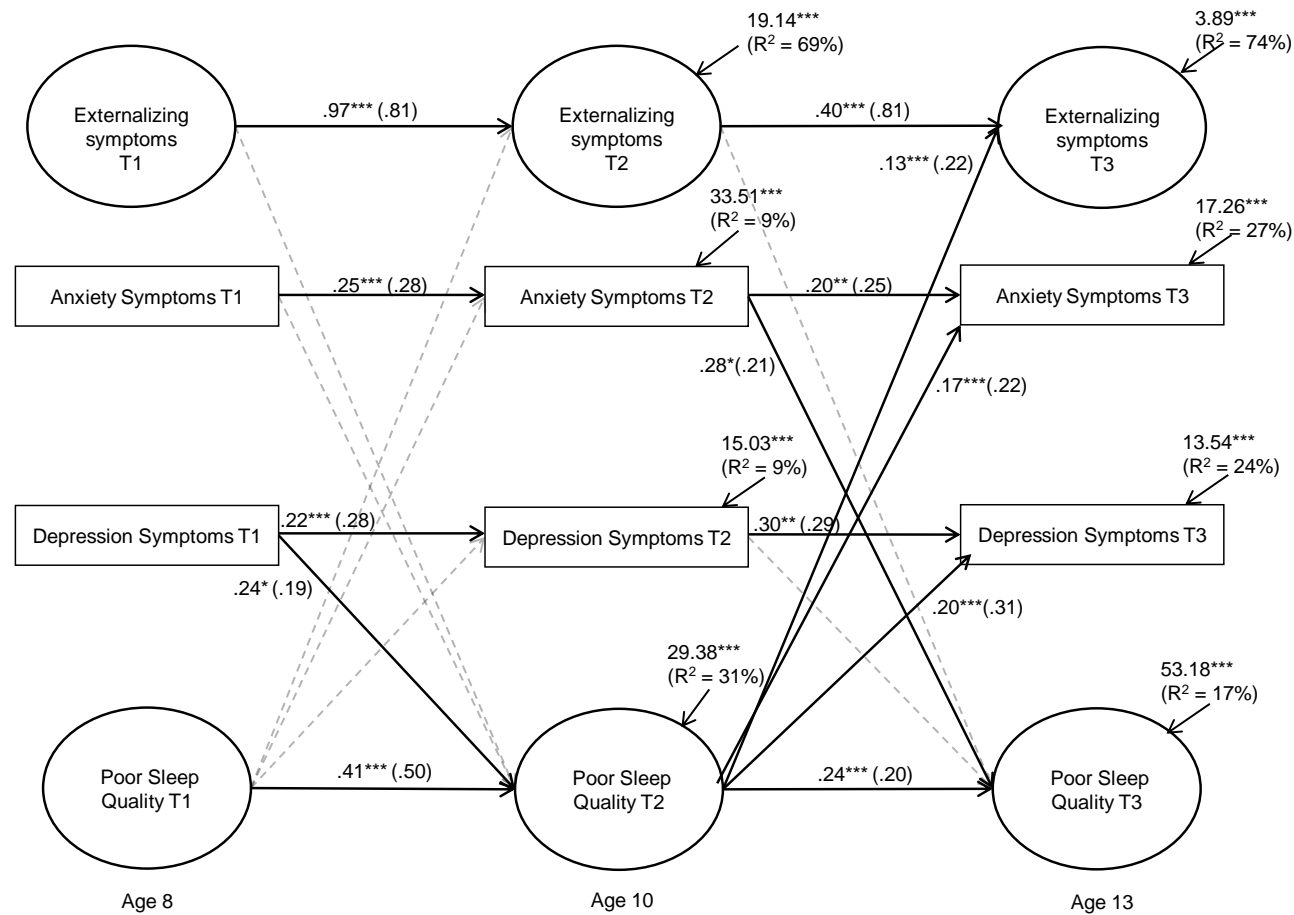 19.14***
(R² = 69%)
3.89***
(R² = 74%)
Externalizing
symptoms
T1
.97*** (.81)
Externalizing
symptoms
T2
.40*** (.81)
Externalizing
symptoms
T3
.13*** (.22)
33.51***
(R² = 9%)
17.26***
(R² = 27%)
Anxiety Symptoms T1
.25*** (.28)
Anxiety Symptoms T2
.20** (.25)
Anxiety Symptoms T3
.28*(.21)
.17***(.22)
15.03***
(R² = 9%)
13.54***
(R² = 24%)
Depression Symptoms T1
.22*** (.28)
Depression Symptoms T2
.30** (.29)
Depression Symptoms T3
.24* (.19)
.20***(.31)
29.38***
(R² = 31%)
53.18***
(R² = 17%)
Poor Sleep
Quality T1
.41*** (.50)
Poor Sleep
Quality T2
.24*** (.20)
Poor Sleep
Quality T3
Age 8
Age 10
Age 13